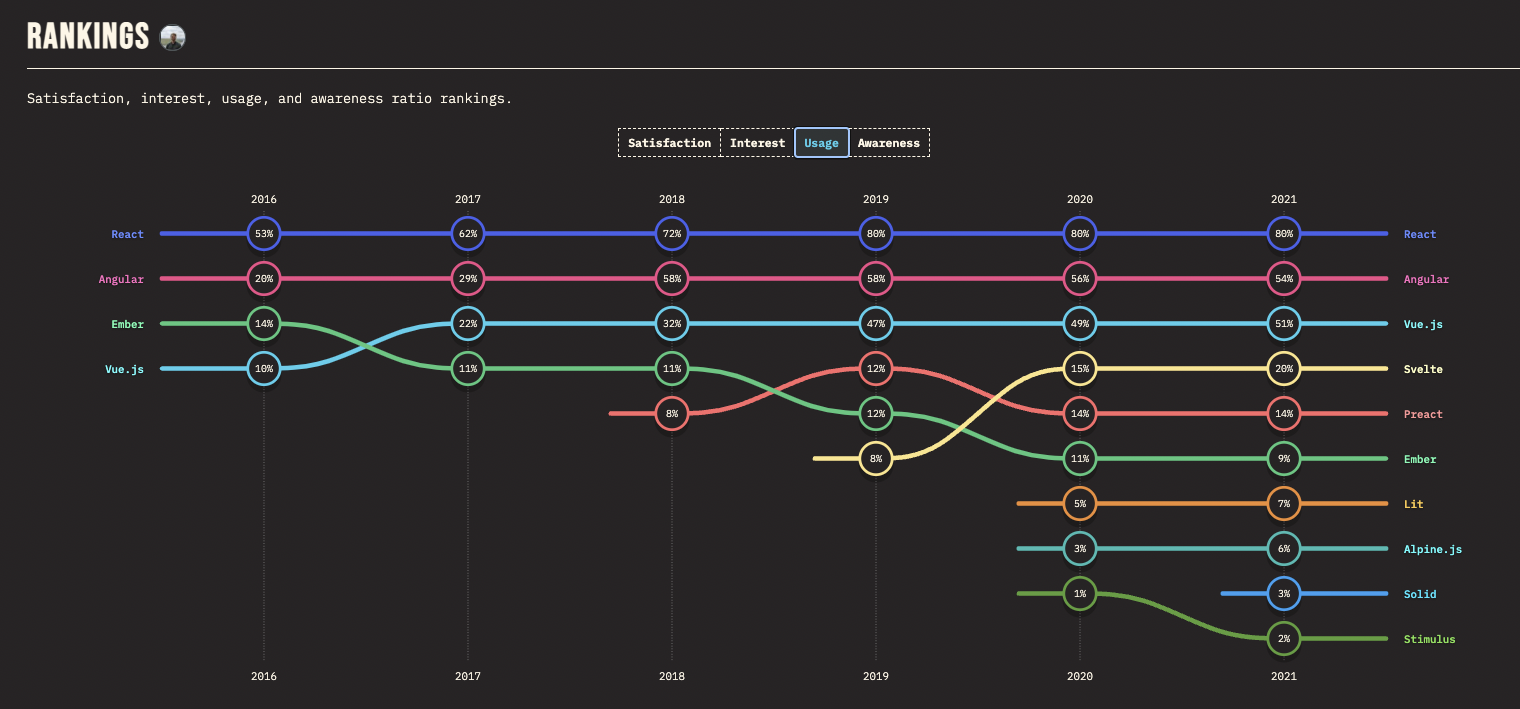 RANKINGS
Satisfaction, interest, usage, and awareness ratio rankings.
Satisfaction Interest Usage Awareness
2016 2017 2018 2019 2020 2021
React 53% 62% 72% 80% 80% 80% React
Angular 20% 29% 58% 58% 56% 54% Angular
Ember 14% 22% 32% 47% 49% 51% Vue.js
Vue.js 10% 11% 11% 12% 15% 20% Svelte
8% 12% 14% 14% Preact
8% 11% 9% Ember
5% 7% Lit
3% 6% Alpine.js
1% 3% Solid
2% Stimulus
2016 2017 2018 2019 2020 2021